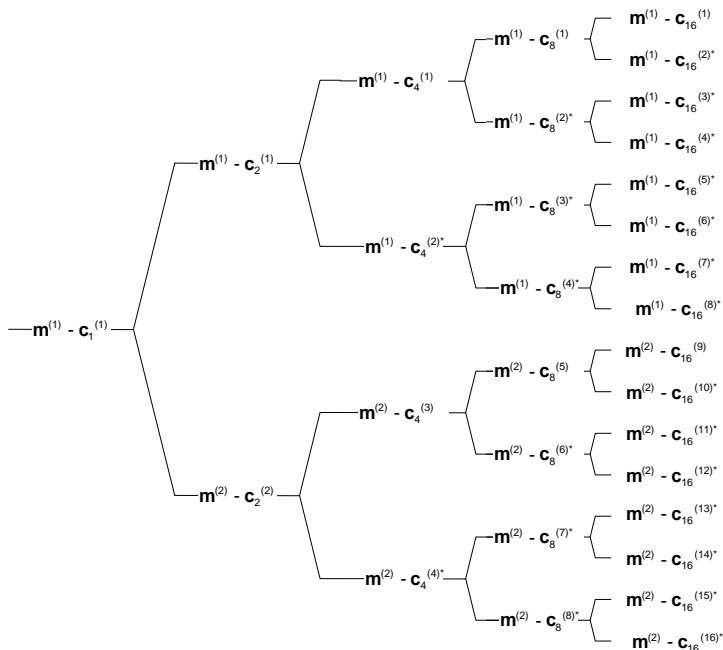 m(1) - c16(1)
m(1) - c8(1)
m(1) - c16(2)*
m(1) - c4(1)
m(1) - c16(3)*
m(1) - c8(2)*
m(1) - c16(4)*
m(1) - c2(1)
m(1) - c16(5)*
m(1) - c8(3)*
m(1) - c16(6)*
m(1) - c4(2)*
m(1) - c16(7)*
m(1) - c8(4)*
m(1) - c16(8)*
m(1) - c1(1)
m(2) - c16(9)
m(2) - c8(5)
m(2) - c16(10)*
m(2) - c4(3)
m(2) - c16(11)*
m(2) - c8(6)*
m(2) - c16(12)*
m(2) - c2(2)
m(2) - c16(13)*
m(2) - c8(7)*
m(2) - c16(14)*
m(2) - c4(4)*
m(2) - c16(15)*
m(2) - c8(8)*
m(2) - c16(16)*